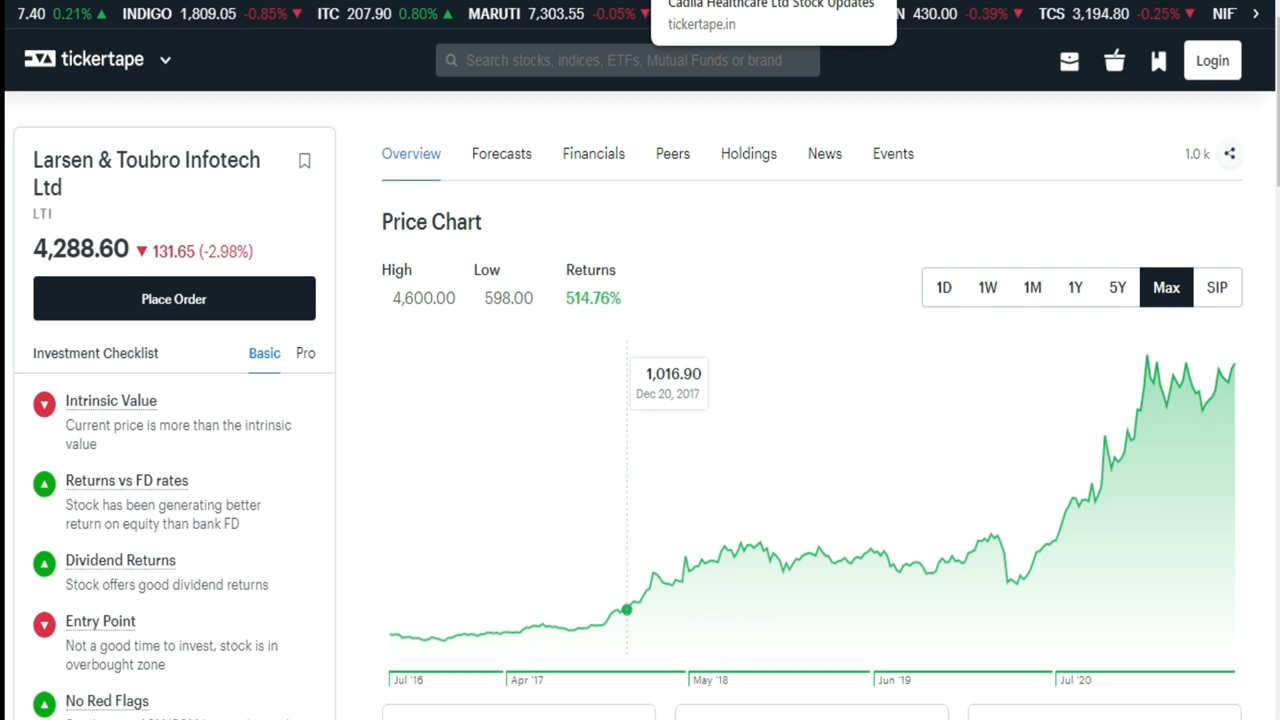 7.40 0.21% ▲ INDIGO 1,809.05 -0.85% ▼ ITC 207.90 0.80% ▲ MARUTI 7,303.55 -0.05% ▼ N 430.00 -0.39% ▼ TCS 3,194.80 -0.25% ▼ NIF
Cadila Healthcare Ltd Stock Updates
tickertape.in
tickertape
Search stocks, indices, ETFs, Mutual Funds or brand
Login
Larsen & Toubro Infotech
Ltd
LTI
4,288.60 ▼ 131.65 (-2.98%)
Place Order
Investment Checklist Basic Pro
Intrinsic Value
Current price is more than the intrinsic
value
Returns vs FD rates
Stock has been generating better
return on equity than bank FD
Dividend Returns
Stock offers good dividend returns
Entry Point
Not a good time to invest, stock is in
overbought zone
No Red Flags
Overview Forecasts Financials Peers Holdings News Events 1.0 k
Price Chart
High Low Returns
4,600.00 598.00 514.76%
1D 1W 1M 1Y 5Y Max SIP
1,016.90
Dec 20, 2017
Jul '16 Apr '17 May '18 Jun '19 Jul '20